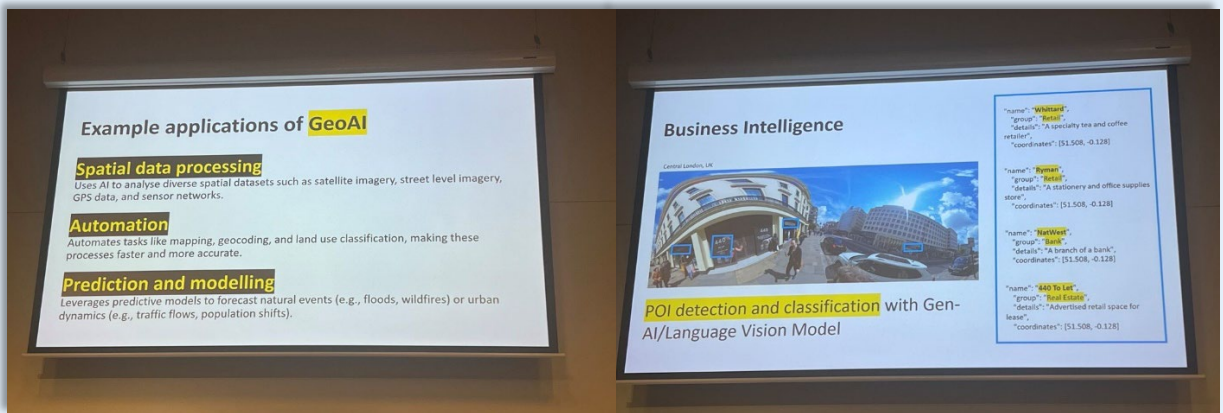 Example applications of GeoAI
Spatial data processing
Uses AI to analyse diverse spatial datasets such as satellite imagery, street level imagery,
GPS data, and sensor networks.
Automation
Automates tasks like mapping, geocoding, and land use classification, making these
processes faster and more accurate.
Prediction and modelling
Leverages predictive models to forecast natural events (e.g., floods, wildfires) or urban
dynamics (e.g., traffic flows, population shifts).
Business Intelligence
Central London, UK
440
POI detection and classification with Gen-
AI/Language Vision Model
"name": "Whittard",
"group": "Retail",
"details": "A specialty tea and coffee
retailer",
"coordinates": [51.508, -0.128]
"name": "Ryman",
"group": "Retail",
"details": "A stationery and office supplies
store",
"coordinates": [51.508, -0.128]
"name": "NatWest",
"group": "Bank",
"details": "A branch of a bank",
"coordinates": [51.508, -0.128]
"name": "440 To Let",
"group": "Real Estate",
"details": "Advertised retail space for
lease",
"coordinates": [51.508, -0.128]